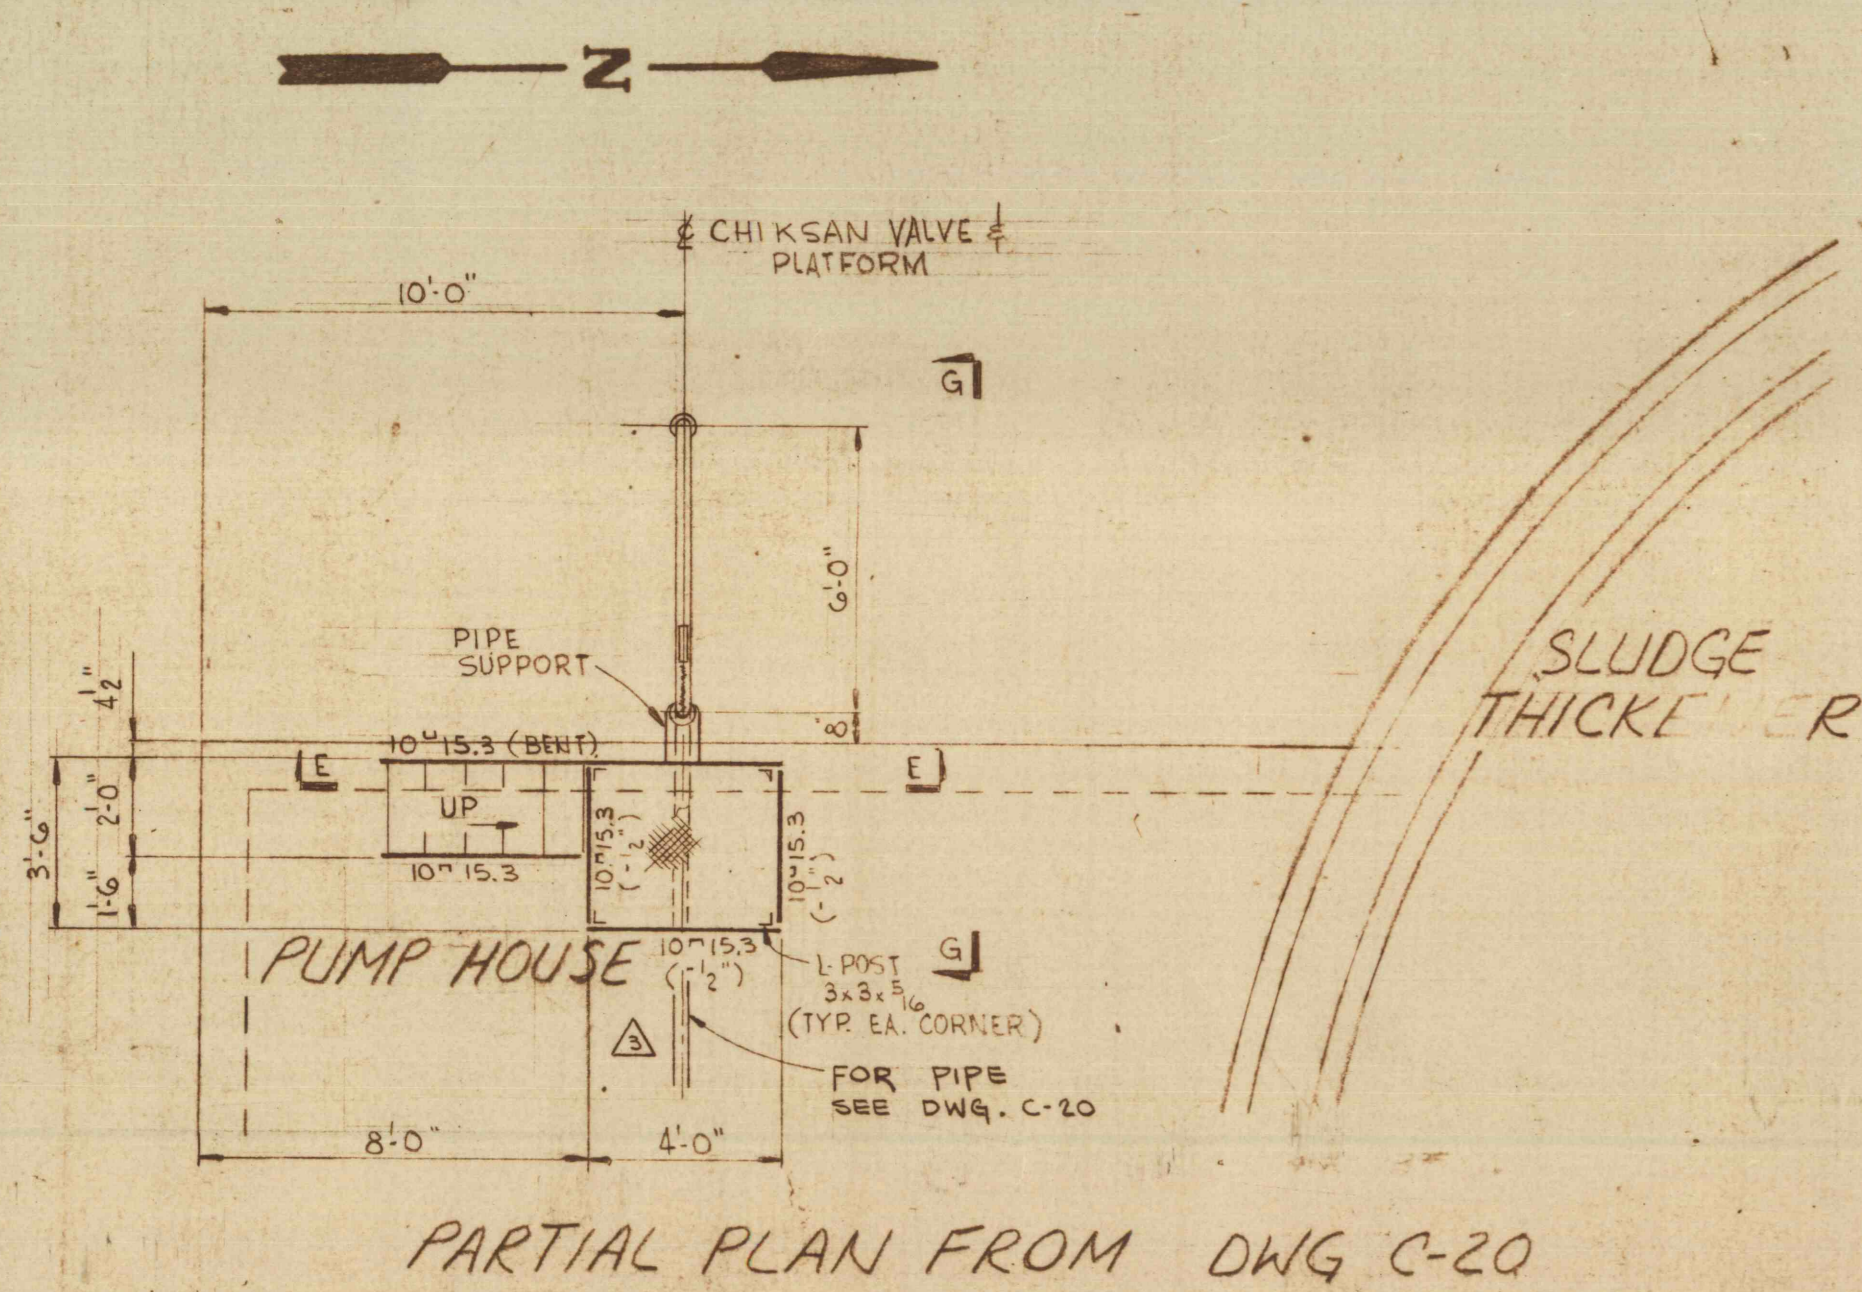 N
℄ CHIKSAN VALVE ℄
PLATFORM
10'-0"
G
6'-0"
PIPE
SUPPORT
4 1/2"
8"
10"⊔15.3 (BENT)
E
E
UP
2'-0"
3'-6"
1'-6"
10"⊓15.3
(-1/2")
10"⊔15.3
(-1/2")
10"⊓ 15.3
SLUDGE
THICKENER
PUMP HOUSE
10"⊓15.3
(-1/2")
L-POST
3x3x5/16
(TYP. EA. CORNER)
G
3
FOR PIPE
SEE DWG. C-20
8'-0"
4'-0"
PARTIAL PLAN FROM DWG C-20